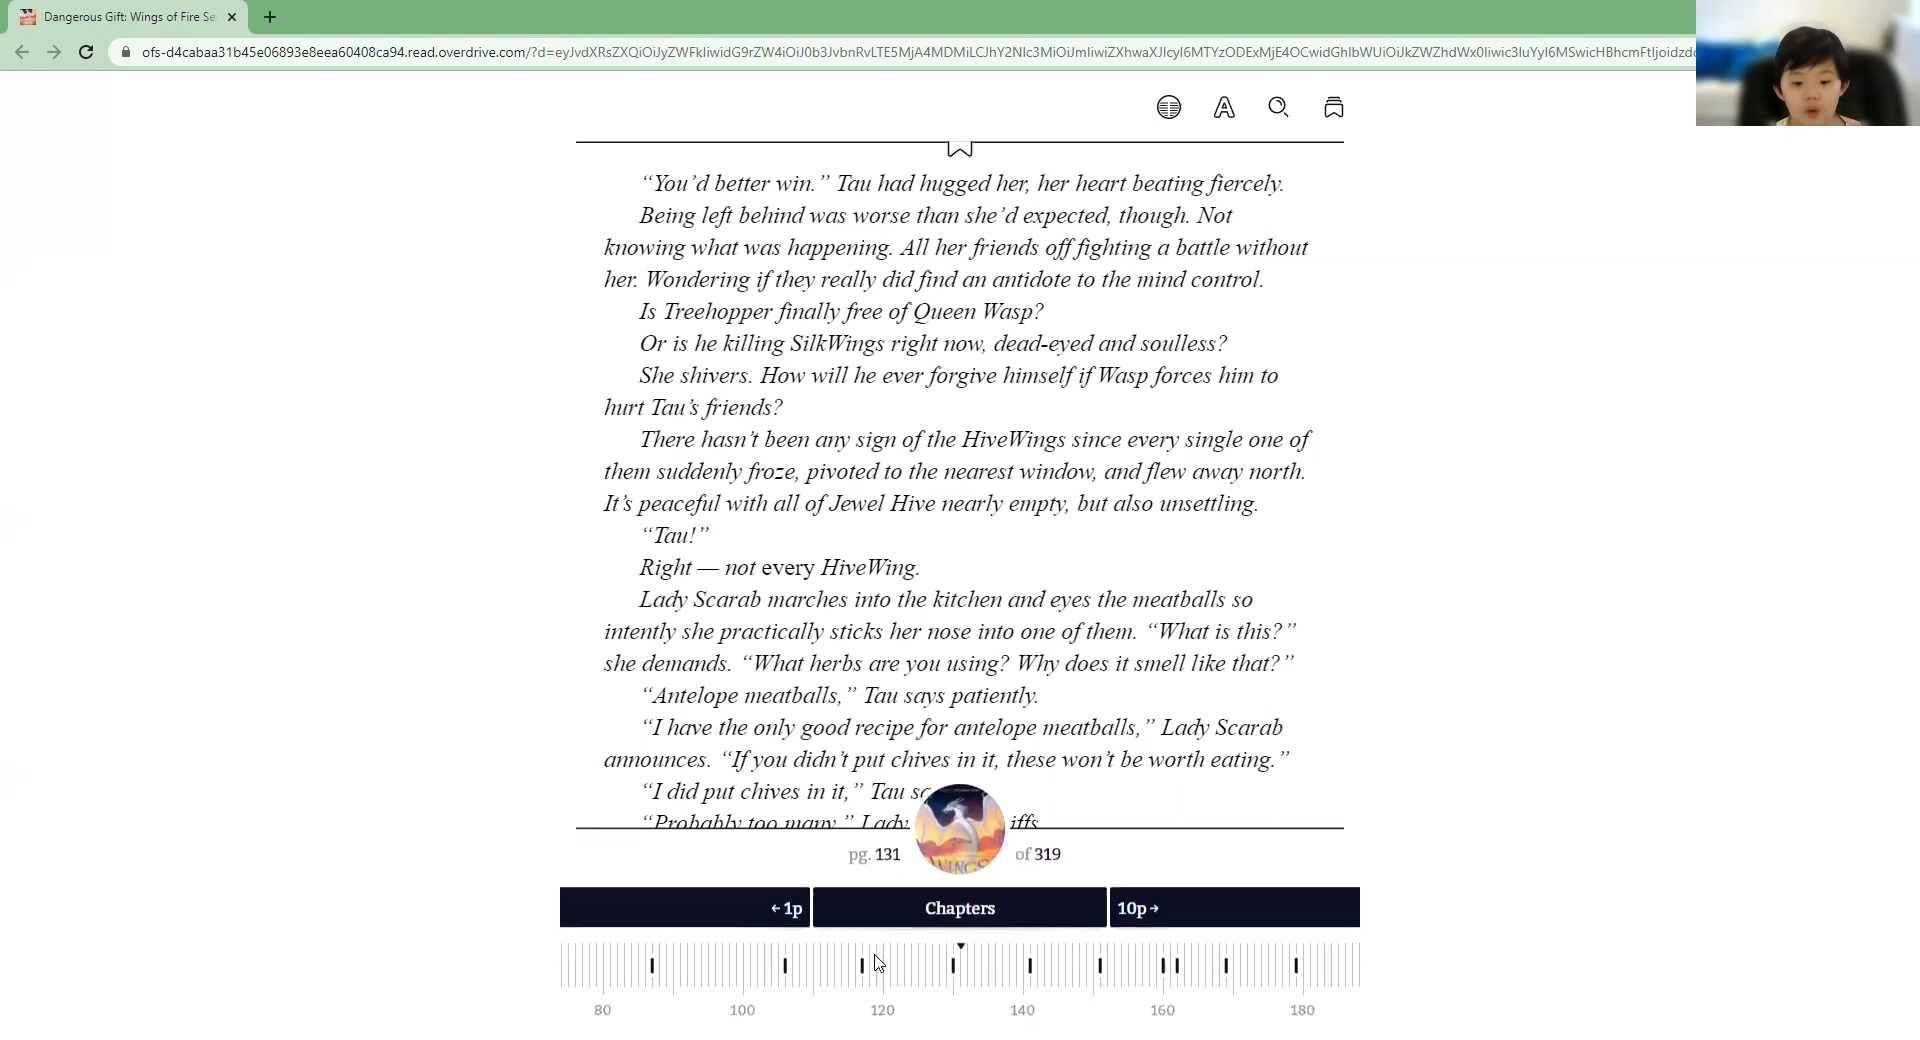 Dangerous Gift: Wings of Fire Se
ofs-d4cabaa31b45e06893e8eea60408ca94.read.overdrive.com/?d=
“You’d better win.” Tau had hugged her, her heart beating fiercely.
Being left behind was worse than she’d expected, though. Not
knowing what was happening. All her friends off fighting a battle without
her. Wondering if they really did find an antidote to the mind control.
Is Treehopper finally free of Queen Wasp?
Or is he killing SilkWings right now, dead-eyed and soulless?
She shivers. How will he ever forgive himself if Wasp forces him to
hurt Tau’s friends?
There hasn’t been any sign of the HiveWings since every single one of
them suddenly froze, pivoted to the nearest window, and flew away north.
It’s peaceful with all of Jewel Hive nearly empty, but also unsettling.
“Tau!”
Right — not every HiveWing.
Lady Scarab marches into the kitchen and eyes the meatballs so
intently she practically sticks her nose into one of them. “What is this?”
she demands. “What herbs are you using? Why does it smell like that?”
“Antelope meatballs,” Tau says patiently.
“I have the only good recipe for antelope meatballs,” Lady Scarab
announces. “If you didn’t put chives in it, these won’t be worth eating.”
“I did put chives in it,” Tau
“Probably too many.” Lady iffs
pg. 131 of 319
WINGS
←1p Chapters 10p→
80 100 120 140 160 180